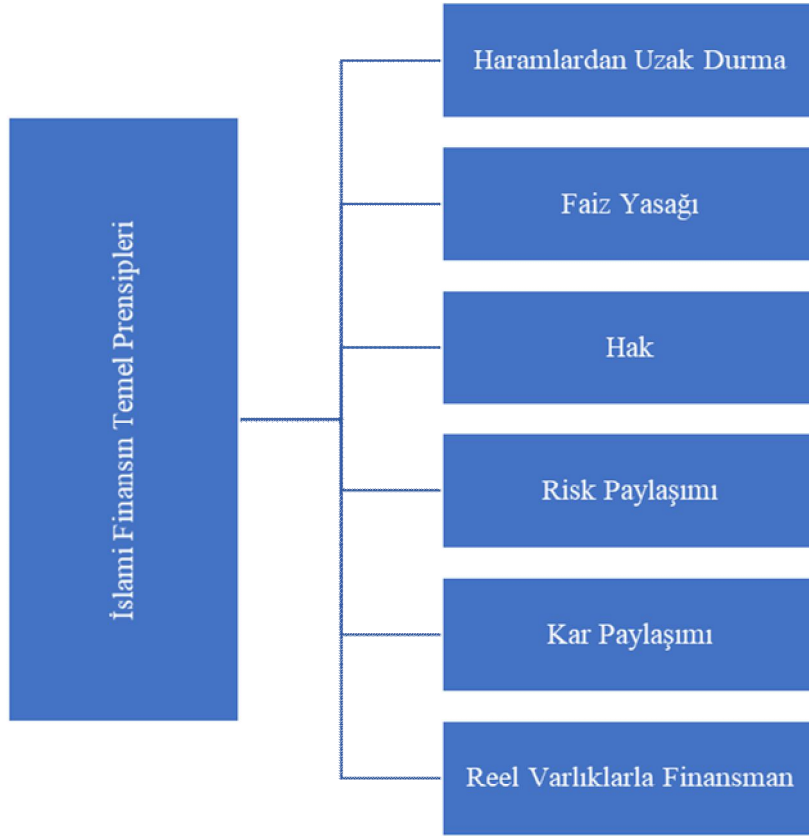 İslami Finansın Temel Prensipleri
Haramlardan Uzak Durma
Faiz Yasağı
Hak
Risk Paylaşımı
Kar Paylaşımı
Reel Varlıklarla Finansman